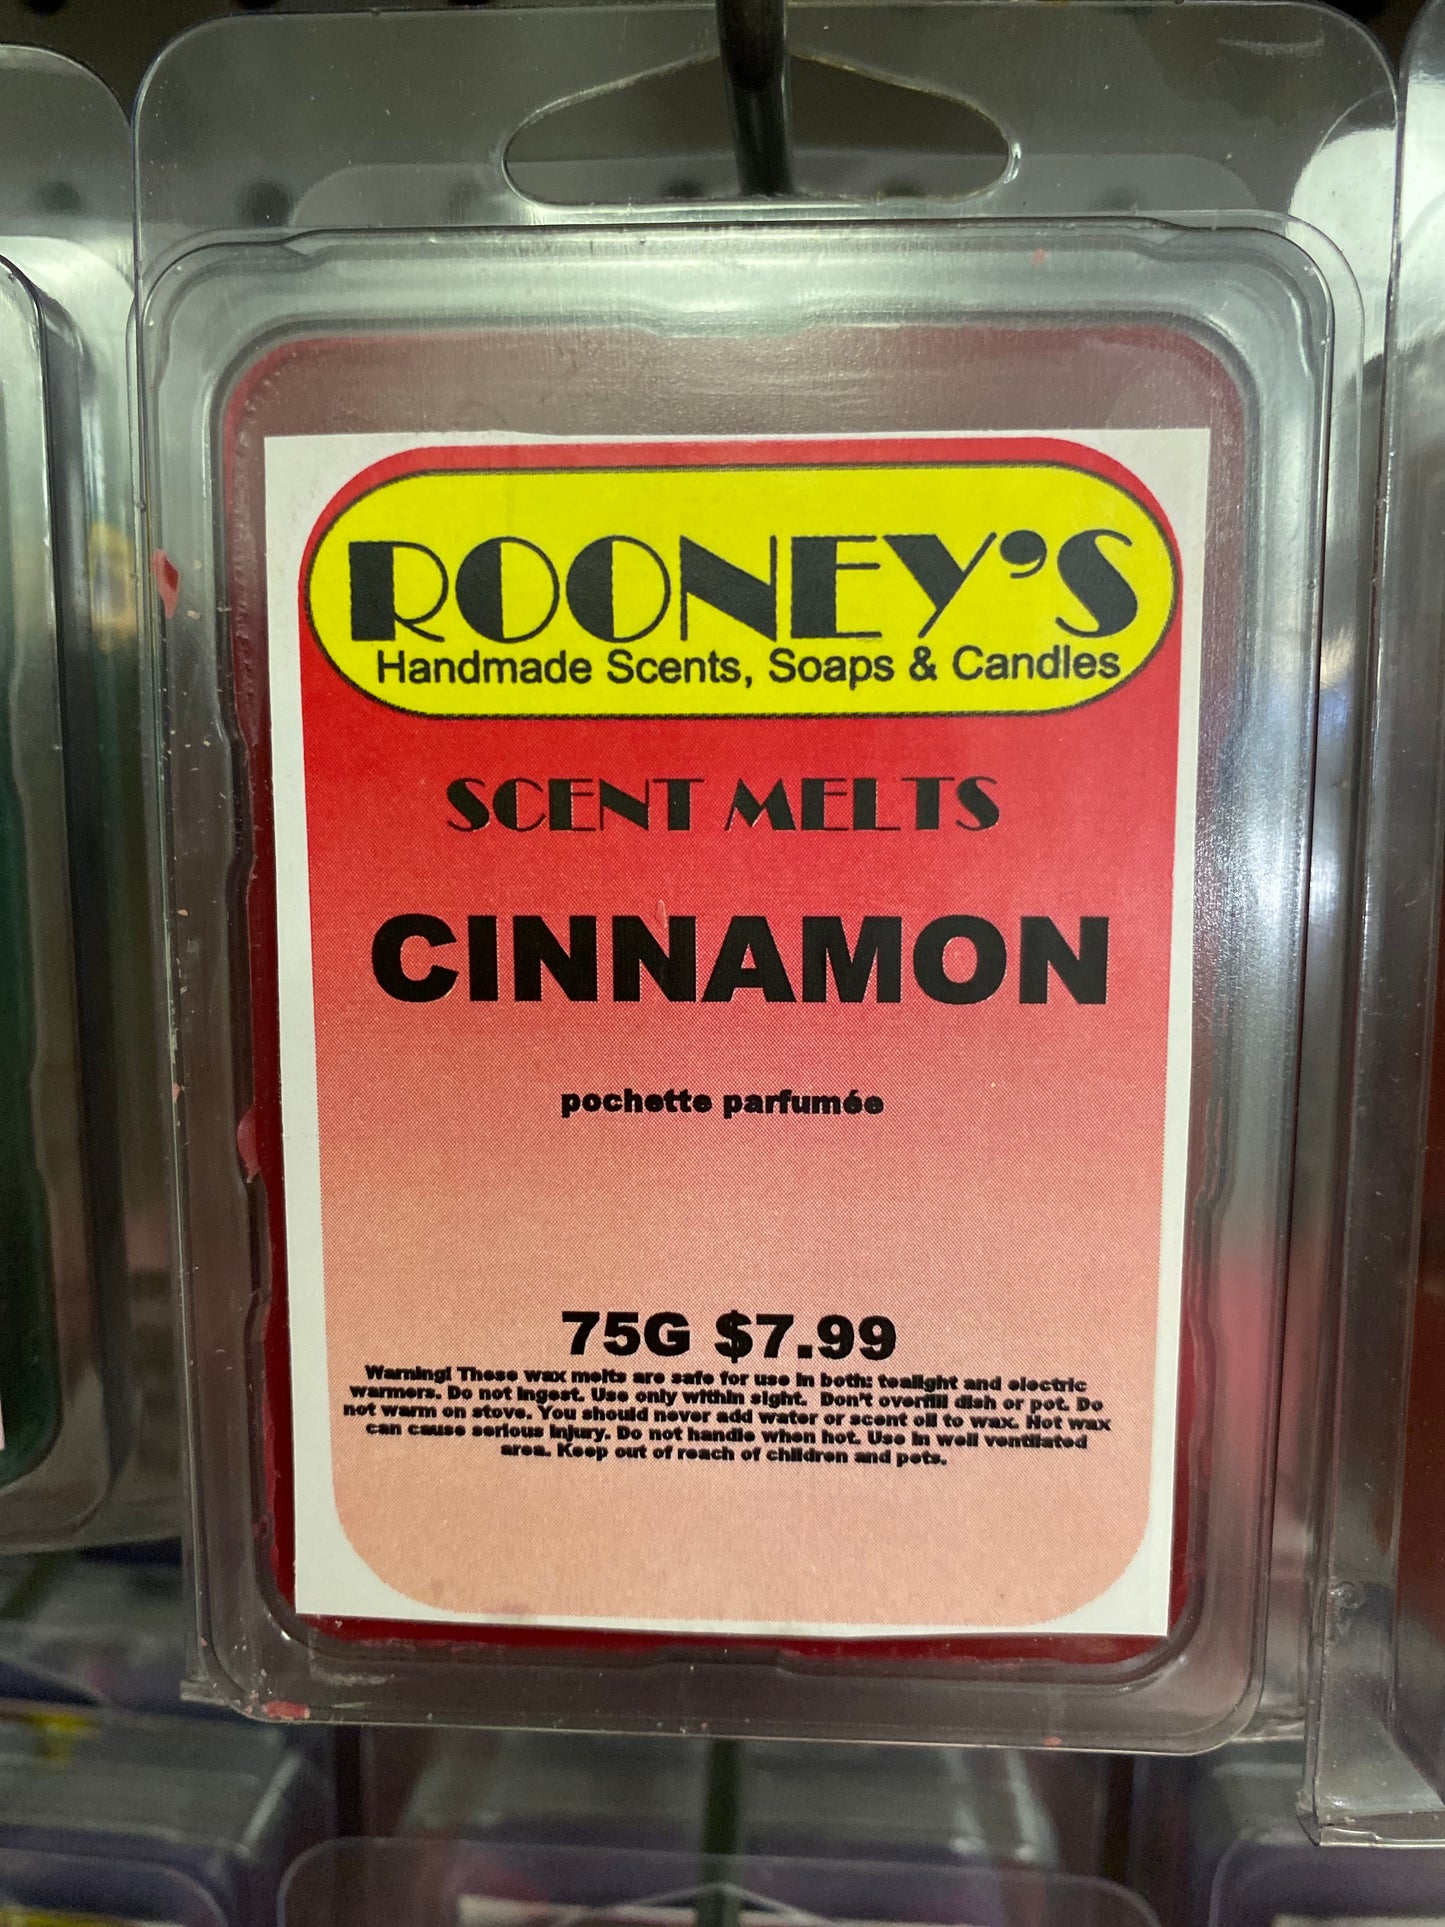 ROONEY'S
Handmade Scents, Soaps & Candles
SCENT MELTS
CINNAMON
pochette parfumée
75G $7.99
Warning! These wax melts are safe for use in both: tealight and electric
warmers. Do not ingest. Use only within sight. Don't overfill dish or pot. Do
not warm on stove. You should never add water or scent oil to wax. Hot wax
can cause serious injury. Do not handle when hot. Use in well ventilated
area. Keep out of reach of children and pets.